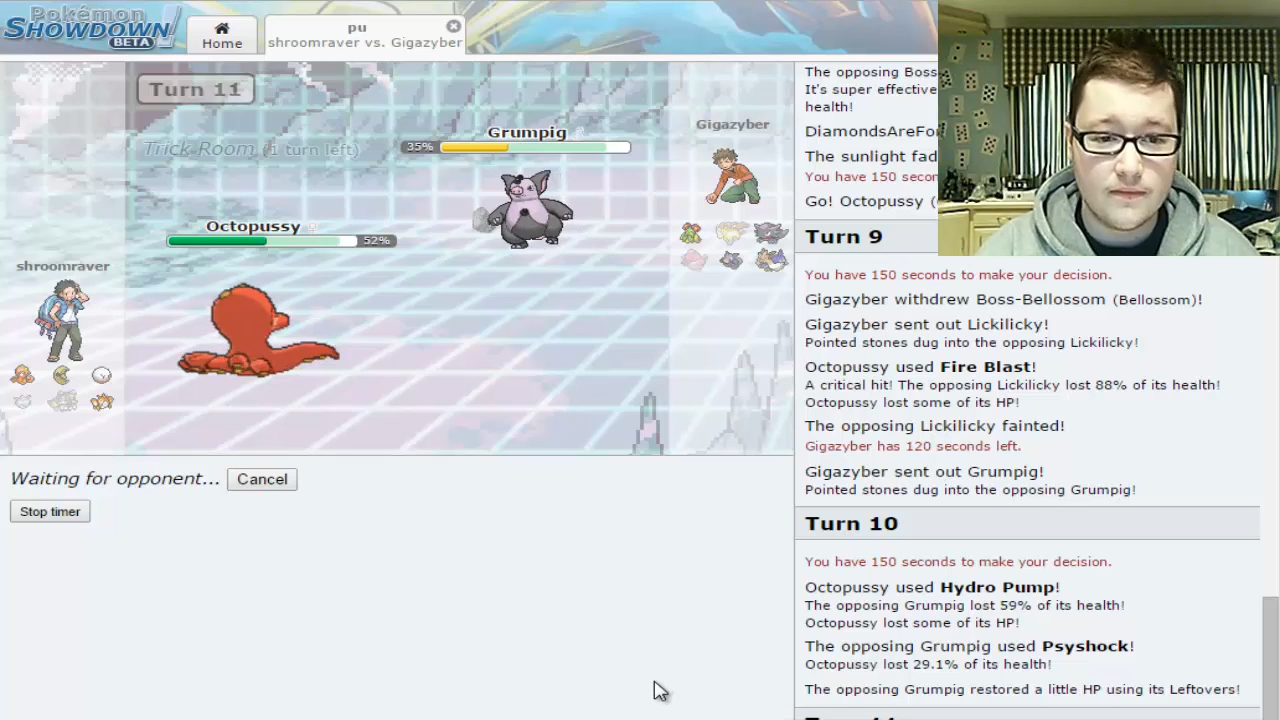 Pokémon
SHOWDOWN!
BETA
Home
pu
shroomraver vs. Gigazyber
Turn 11
Trick Room (1 turn left)
Grumpig
35%
Octopussy
52%
shroomraver
Gigazyber
Waiting for opponent... Cancel
Stop timer
The opposing Boss
It's super effective
health!
DiamondsAreFor
The sunlight fad
You have 150 secon
Go! Octopussy (
Turn 9
You have 150 seconds to make your decision.
Gigazyber withdrew Boss-Bellossom (Bellossom)!
Gigazyber sent out Lickilicky!
Pointed stones dug into the opposing Lickilicky!
Octopussy used Fire Blast!
A critical hit! The opposing Lickilicky lost 88% of its health!
Octopussy lost some of its HP!
The opposing Lickilicky fainted!
Gigazyber has 120 seconds left.
Gigazyber sent out Grumpig!
Pointed stones dug into the opposing Grumpig!
Turn 10
You have 150 seconds to make your decision.
Octopussy used Hydro Pump!
The opposing Grumpig lost 59% of its health!
Octopussy lost some of its HP!
The opposing Grumpig used Psyshock!
Octopussy lost 29.1% of its health!
The opposing Grumpig restored a little HP using its Leftovers!